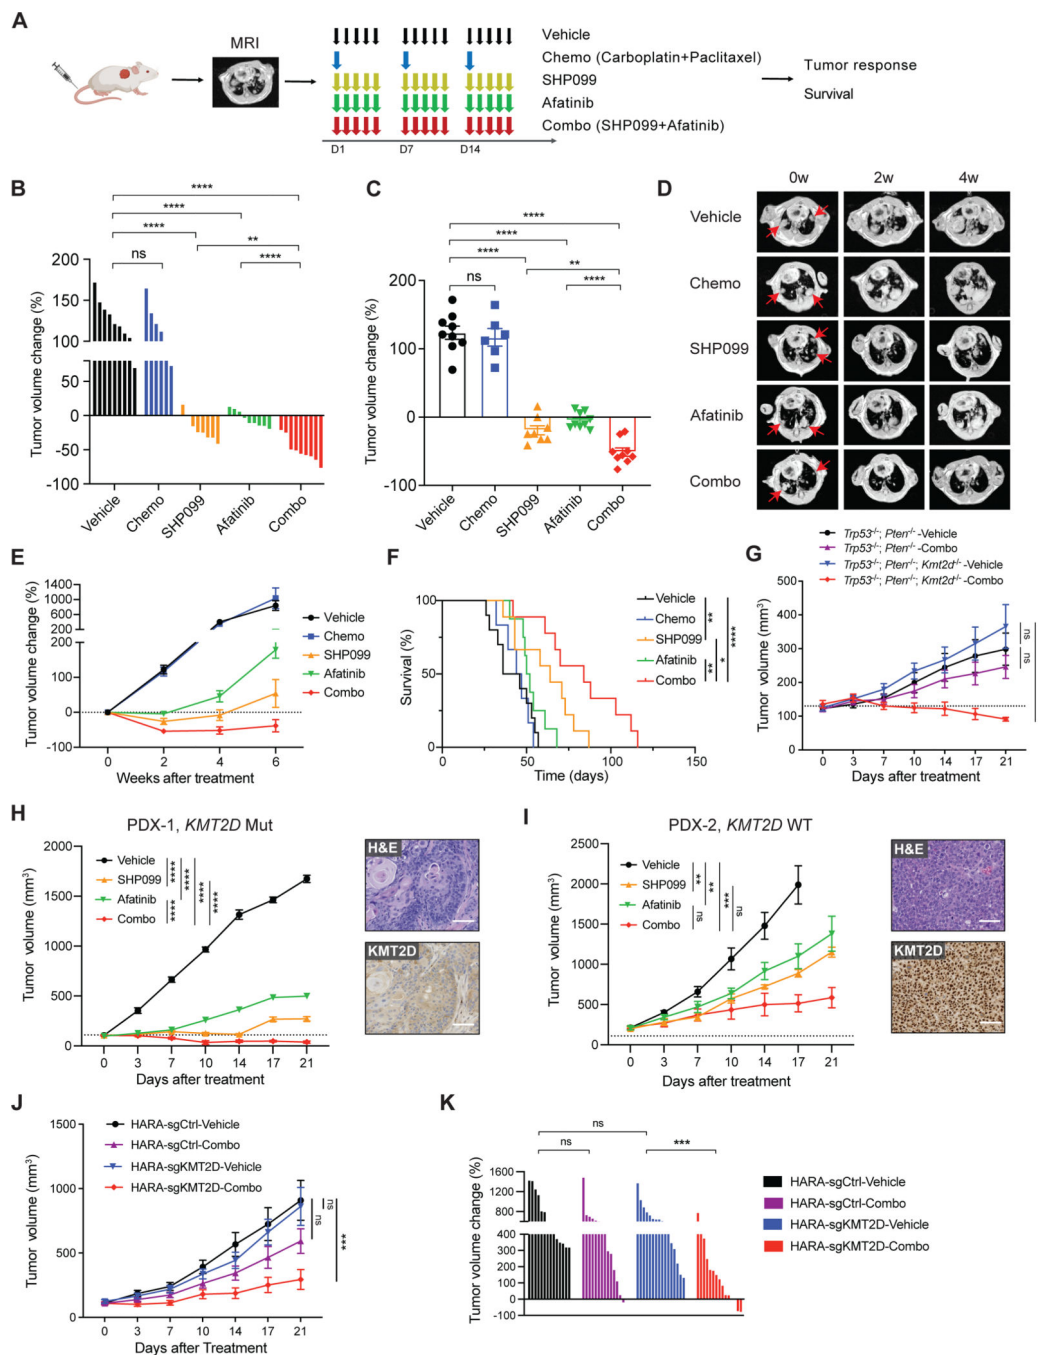 A
MRI
Vehicle
Chemo (Carboplatin+Paclitaxel)
SHP099
Afatinib
Combo (SHP099+Afatinib)
D1 D7 D14
Tumor response
Survival
B
****
****
****
**
ns
****
Tumor volume change (%)
200
150
100
50
0
-50
-100
Vehicle Chemo SHP099 Afatinib Combo
C
****
****
****
**
ns
****
Tumor volume change (%)
200
100
0
-100
Vehicle Chemo SHP099 Afatinib Combo
D
0w 2w 4w
Vehicle
Chemo
SHP099
Afatinib
Combo
E
Tumor volume change (%)
1400
1000
600
200
200
100
0
-100
0 2 4 6
Weeks after treatment
Vehicle
Chemo
SHP099
Afatinib
Combo
F
Survival (%)
100
50
0
0 50 100 150
Time (days)
Vehicle
Chemo
SHP099
Afatinib
Combo
**
**
*
****
G
Trp53-/-; Pten-/- -Vehicle
Trp53-/-; Pten-/- -Combo
Trp53-/-; Pten-/-; Kmt2d-/- -Vehicle
Trp53-/-; Pten-/-; Kmt2d-/- -Combo
Tumor volume (mm3)
400
300
200
100
0
0 3 7 10 14 17 21
Days after treatment
ns
ns
H
PDX-1, KMT2D Mut
Tumor volume (mm3)
2000
1500
1000
500
0
0 3 7 10 14 17 21
Days after treatment
Vehicle
SHP099
Afatinib
Combo
****
****
****
****
****
H&E
KMT2D
I
PDX-2, KMT2D WT
Tumor volume (mm3)
2500
2000
1500
1000
500
0
0 3 7 10 14 17 21
Days after treatment
Vehicle
SHP099
Afatinib
Combo
**
ns
**
***
ns
H&E
KMT2D
J
Tumor volume (mm3)
1500
1000
500
0
0 3 7 10 14 17 21
Days after Treatment
HARA-sgCtrl-Vehicle
HARA-sgCtrl-Combo
HARA-sgKMT2D-Vehicle
HARA-sgKMT2D-Combo
ns
ns
***
K
ns
ns
***
Tumor volume change (%)
1600
1200
800
400
400
300
200
100
0
-100
HARA-sgCtrl-Vehicle
HARA-sgCtrl-Combo
HARA-sgKMT2D-Vehicle
HARA-sgKMT2D-Combo